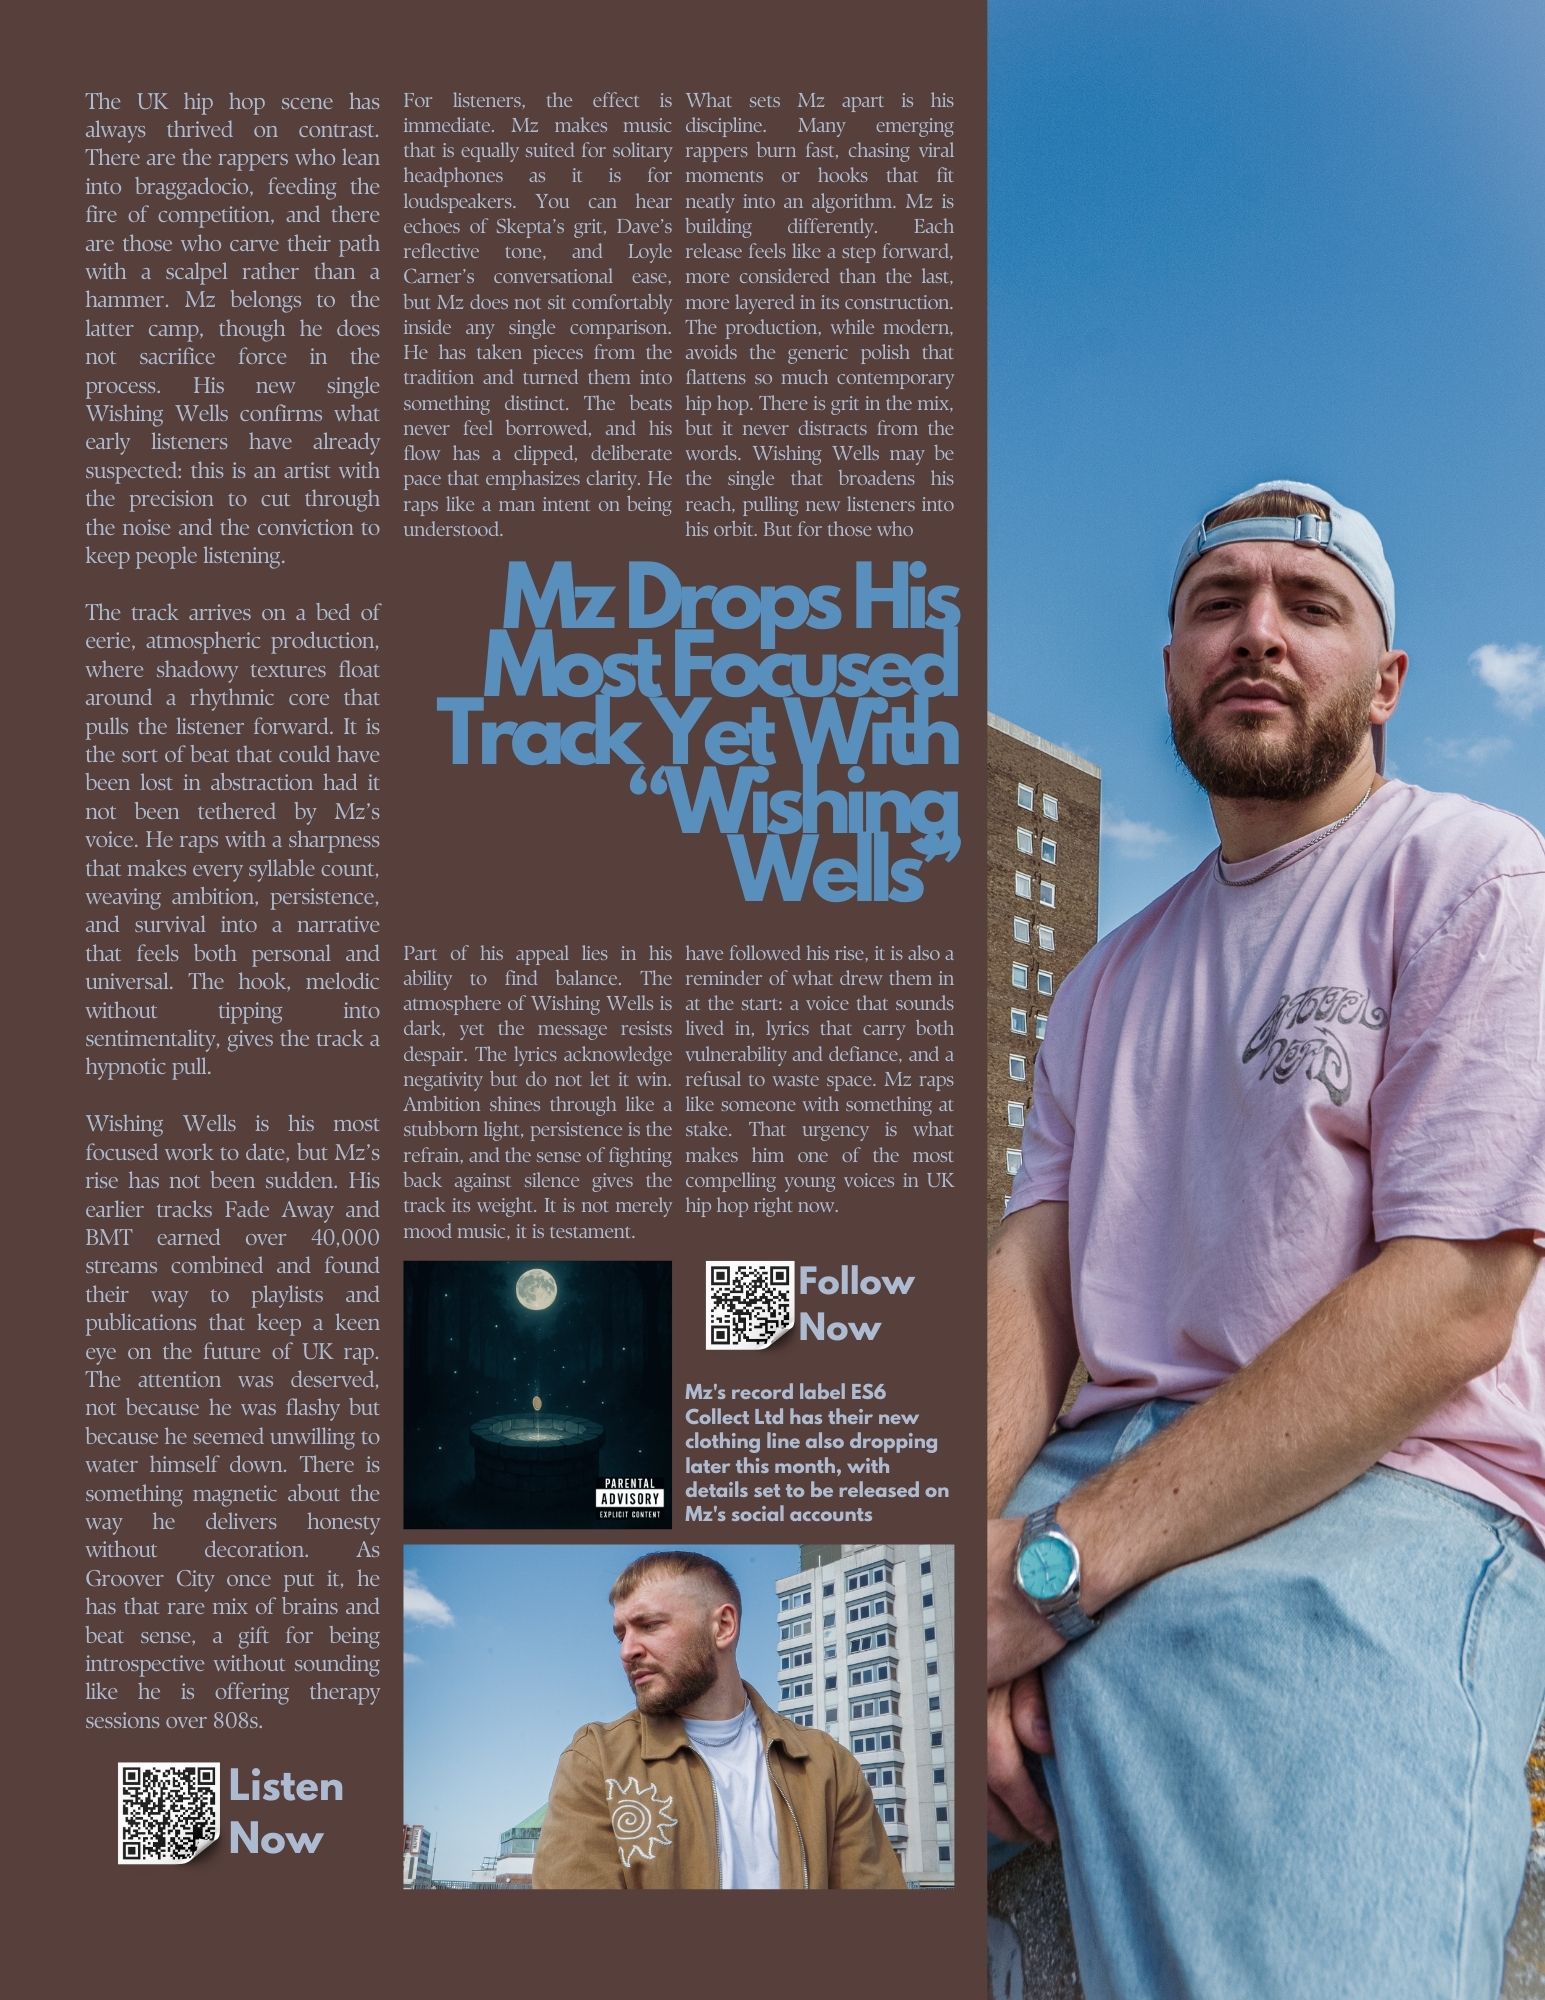 The UK hip hop scene has
always thrived on contrast.
There are the rappers who lean
into braggadocio, feeding the
fire of competition, and there
are those who carve their path
with a scalpel rather than a
hammer. Mz belongs to the
latter camp, though he does
not sacrifice force in the
process. His new single
Wishing Wells confirms what
early listeners have already
suspected: this is an artist with
the precision to cut through
the noise and the conviction to
keep people listening.
The track arrives on a bed of
eerie, atmospheric production,
where shadowy textures float
around a rhythmic core that
pulls the listener forward. It is
the sort of beat that could have
been lost in abstraction had it
not been tethered by Mz’s
voice. He raps with a sharpness
that makes every syllable count,
weaving ambition, persistence,
and survival into a narrative
that feels both personal and
universal. The hook, melodic
without tipping into
sentimentality, gives the track a
hypnotic pull.
Wishing Wells is his most
focused work to date, but Mz’s
rise has not been sudden. His
earlier tracks Fade Away and
BMT earned over 40,000
streams combined and found
their way to playlists and
publications that keep a keen
eye on the future of UK rap.
The attention was deserved,
not because he was flashy but
because he seemed unwilling to
water himself down. There is
something magnetic about the
way he delivers honesty
without decoration. As
Groover City once put it, he
has that rare mix of brains and
beat sense, a gift for being
introspective without sounding
like he is offering therapy
sessions over 808s.
Listen
Now
For listeners, the effect is
immediate. Mz makes music
that is equally suited for solitary
headphones as it is for
loudspeakers. You can hear
echoes of Skepta’s grit, Dave’s
reflective tone, and Loyle
Carner’s conversational ease,
but Mz does not sit comfortably
inside any single comparison.
He has taken pieces from the
tradition and turned them into
something distinct. The beats
never feel borrowed, and his
flow has a clipped, deliberate
pace that emphasizes clarity. He
raps like a man intent on being
understood.
Mz Drops His
Most Focused
Track Yet With
“Wishing
Wells”
Part of his appeal lies in his
ability to find balance. The
atmosphere of Wishing Wells is
dark, yet the message resists
despair. The lyrics acknowledge
negativity but do not let it win.
Ambition shines through like a
stubborn light, persistence is the
refrain, and the sense of fighting
back against silence gives the
track its weight. It is not merely
mood music, it is testament.
What sets Mz apart is his
discipline. Many emerging
rappers burn fast, chasing viral
moments or hooks that fit
neatly into an algorithm. Mz is
building differently. Each
release feels like a step forward,
more considered than the last,
more layered in its construction.
The production, while modern,
avoids the generic polish that
flattens so much contemporary
hip hop. There is grit in the mix,
but it never distracts from the
words. Wishing Wells may be
the single that broadens his
reach, pulling new listeners into
his orbit. But for those who
have followed his rise, it is also a
reminder of what drew them in
at the start: a voice that sounds
lived in, lyrics that carry both
vulnerability and defiance, and a
refusal to waste space. Mz raps
like someone with something at
stake. That urgency is what
makes him one of the most
compelling young voices in UK
hip hop right now.
PARENTAL
ADVISORY
EXPLICIT CONTENT
Follow
Now
Mz's record label ES6
Collect Ltd has their new
clothing line also dropping
later this month, with
details set to be released on
Mz's social accounts